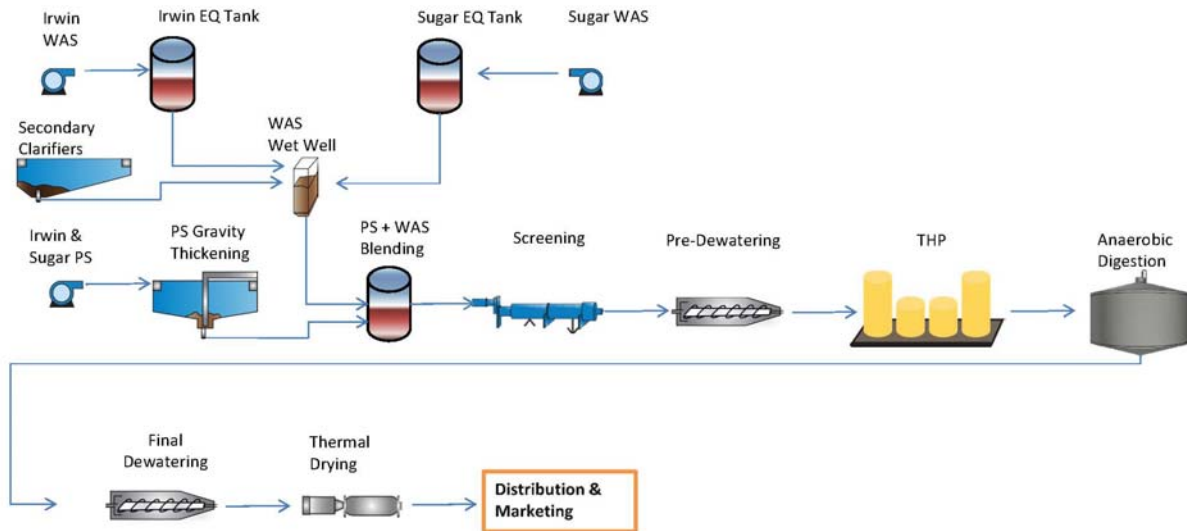 Irwin
WAS
Irwin EQ Tank
Sugar EQ Tank
Sugar WAS
Secondary
Clarifiers
WAS
Wet Well
Irwin &
Sugar PS
PS Gravity
Thickening
PS + WAS
Blending
Screening
Pre-Dewatering
THP
Anaerobic
Digestion
Final
Dewatering
Thermal
Drying
Distribution &
Marketing